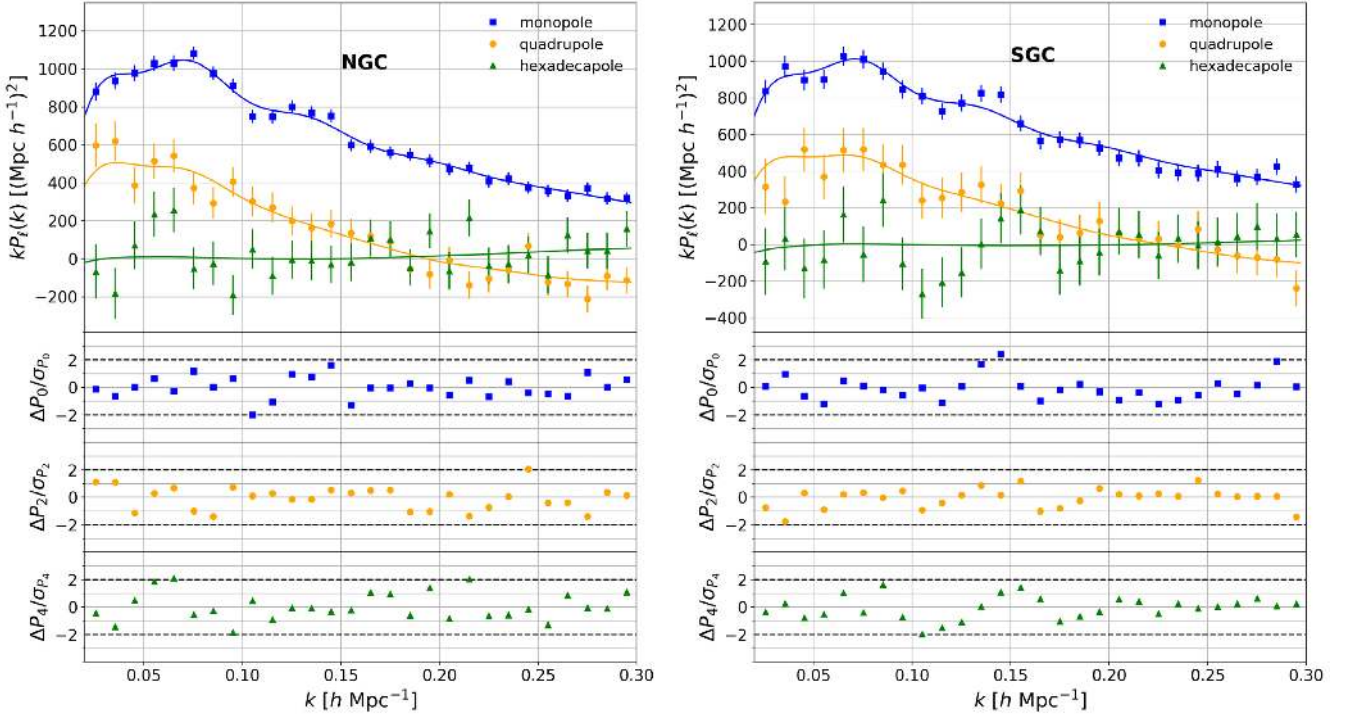 NGC
monopole
quadrupole
hexadecapole
kPℓ(k) [(Mpc h⁻¹)²]
1200
1000
800
600
400
200
0
−200
ΔP₀/σP₀
2
0
−2
ΔP₂/σP₂
2
0
−2
ΔP₄/σP₄
2
0
−2
0.05
0.10
0.15
0.20
0.25
0.30
k [h Mpc⁻¹]
SGC
monopole
quadrupole
hexadecapole
kPℓ(k) [(Mpc h⁻¹)²]
1200
1000
800
600
400
200
0
−200
−400
ΔP₀/σP₀
2
0
−2
ΔP₂/σP₂
2
0
−2
ΔP₄/σP₄
2
0
−2
0.05
0.10
0.15
0.20
0.25
0.30
k [h Mpc⁻¹]